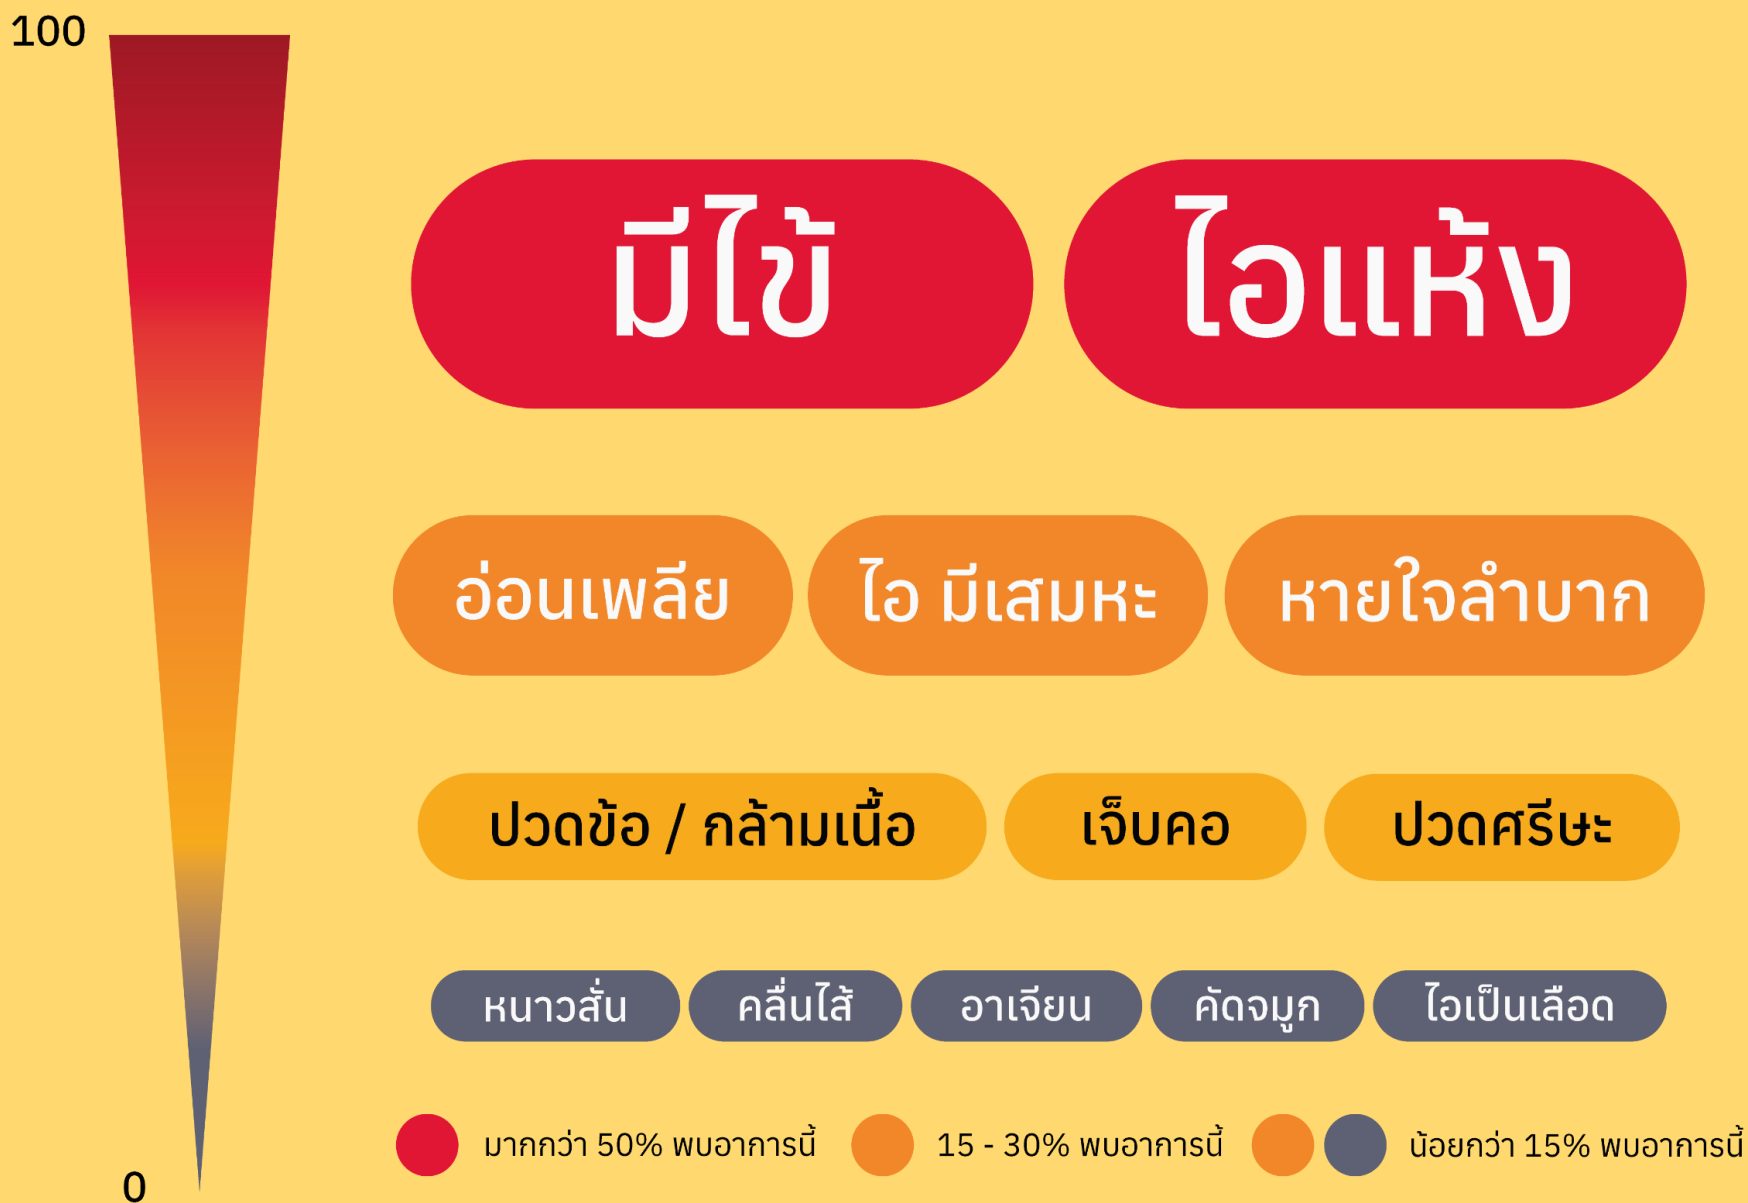 100
มีไข้ ไอแห้ง
อ่อนเพลีย ไอ มีเสมหะ หายใจลำบาก
ปวดข้อ / กล้ามเนื้อ เจ็บคอ ปวดศรีษะ
หนาวสั่น คลื่นไส้ อาเจียน คัดจมูก ไอเป็นเลือด
มากกว่า 50% พบอาการนี้ 15 - 30% พบอาการนี้ น้อยกว่า 15% พบอาการนี้
0